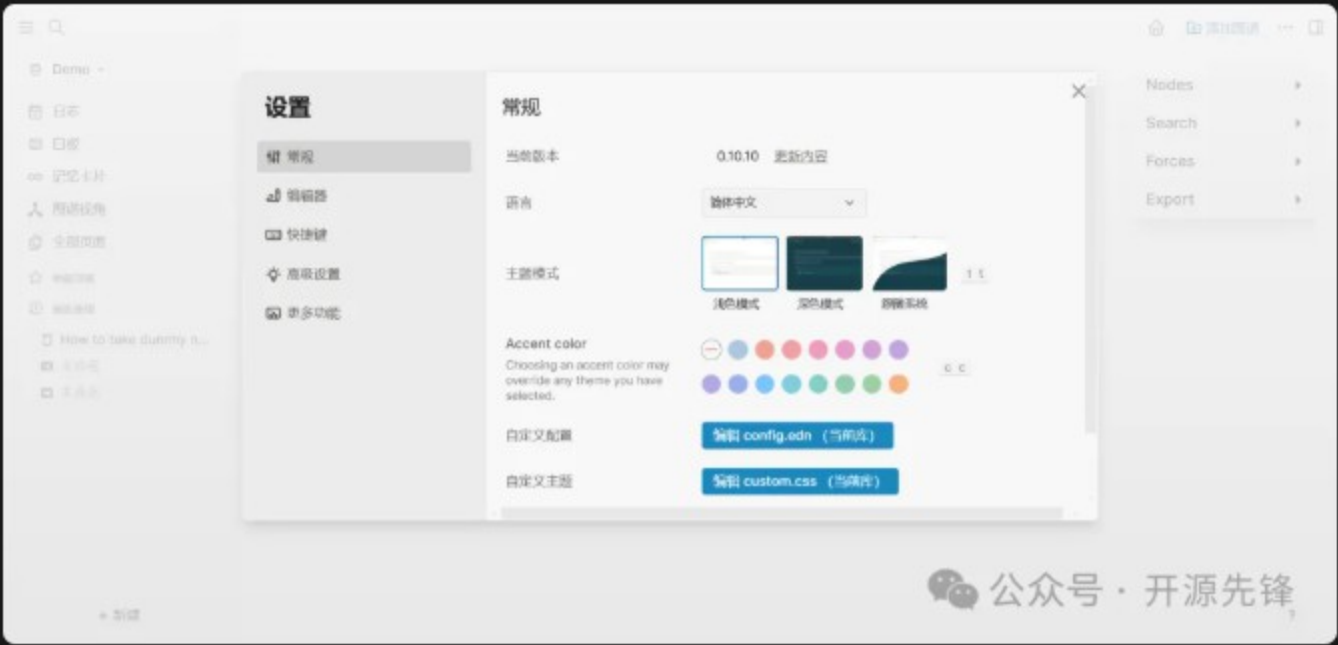 Demo
添加图谱
日志
白板
记忆卡片
图谱视角
全部页面
How to take dummy n...
+ 新建
Nodes
Search
Forces
Export
设置
常规
编辑器
快捷键
高级设置
更多功能
常规
当前版本 0.10.10 更新内容
语言 简体中文
主题模式
浅色模式 深色模式 跟随系统
t t
Accent color
Choosing an accent color may
override any theme you have
selected.
c c
自定义配置 编辑 config.edn （当前库）
自定义主题 编辑 custom.css （当前库）
公众号 · 开源先锋
?